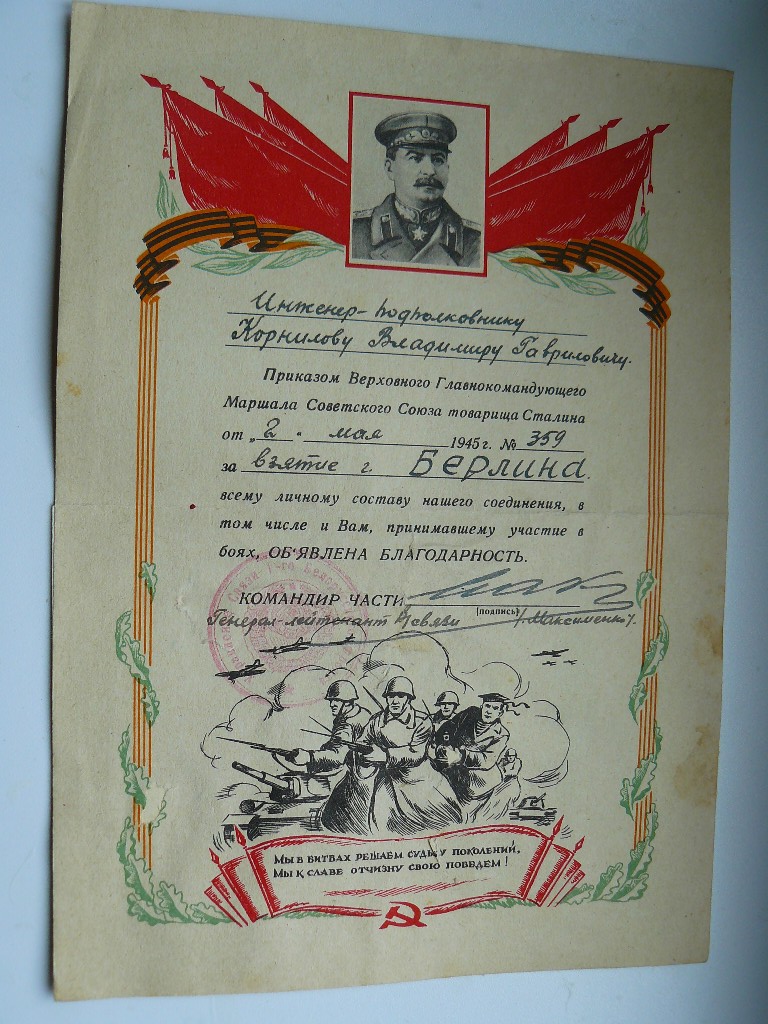 Инженер-подполковнику
Корнилову Владимиру Гавриловичу.
Приказом Верховного Главнокомандующего
Маршала Советского Союза товарища Сталина
от „2" мая 1945 г. № 359
за взятие г. БЕРЛИНА.
всему личному составу нашего соединения, в
том числе и Вам, принимавшему участие в
боях, ОБ'ЯВЛЕНА БЛАГОДАРНОСТЬ.
КОМАНДИР ЧАСТИ
(подпись)
Генерал-лейтенант в/связи /Максименко/.
МЫ В БИТВАХ РЕШАЕМ СУДЬБУ ПОКОЛЕНИЙ,
МЫ К СЛАВЕ ОТЧИЗНУ СВОЮ ПОВЕДЕМ!